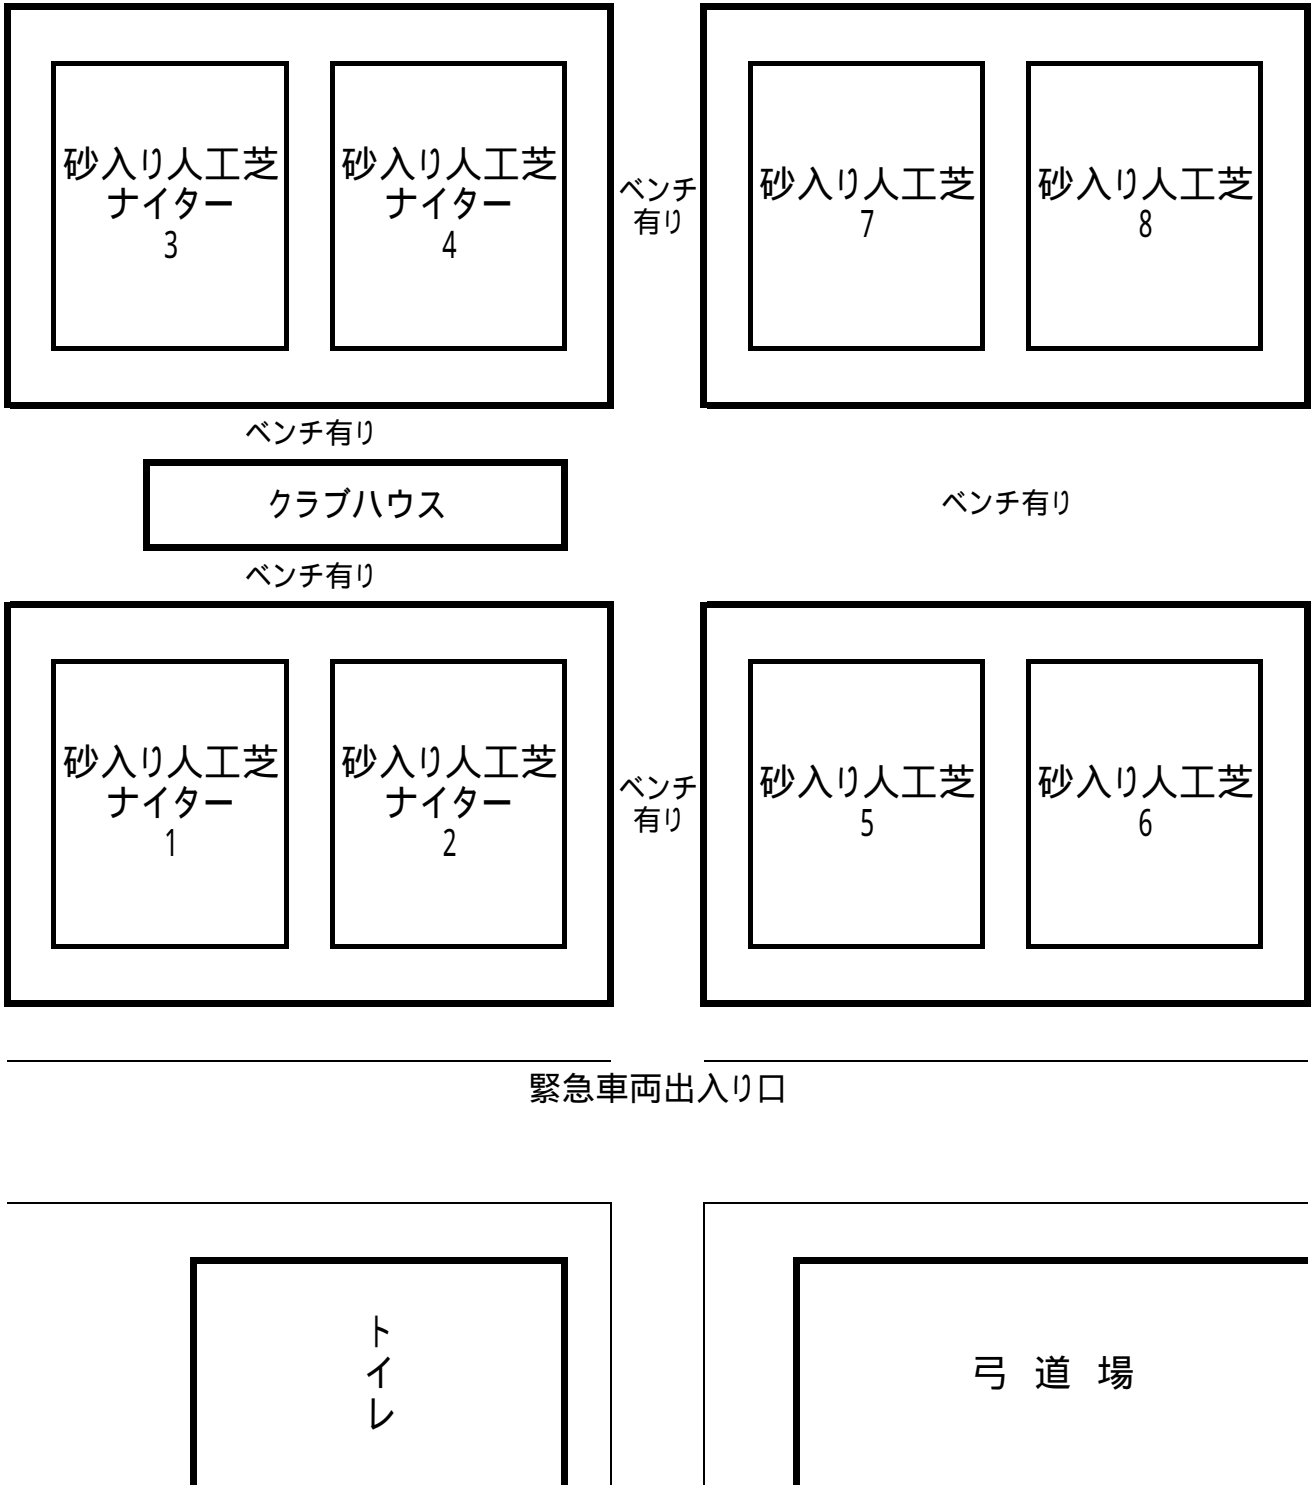 砂入り人工芝
ナイター
3
砂入り人工芝
ナイター
4
ベンチ
有り
砂入り人工芝
7
砂入り人工芝
8
ベンチ有り
クラブハウス
ベンチ有り
ベンチ有り
砂入り人工芝
ナイター
1
砂入り人工芝
ナイター
2
ベンチ
有り
砂入り人工芝
5
砂入り人工芝
6
緊急車両出入り口
トイレ
弓 道 場